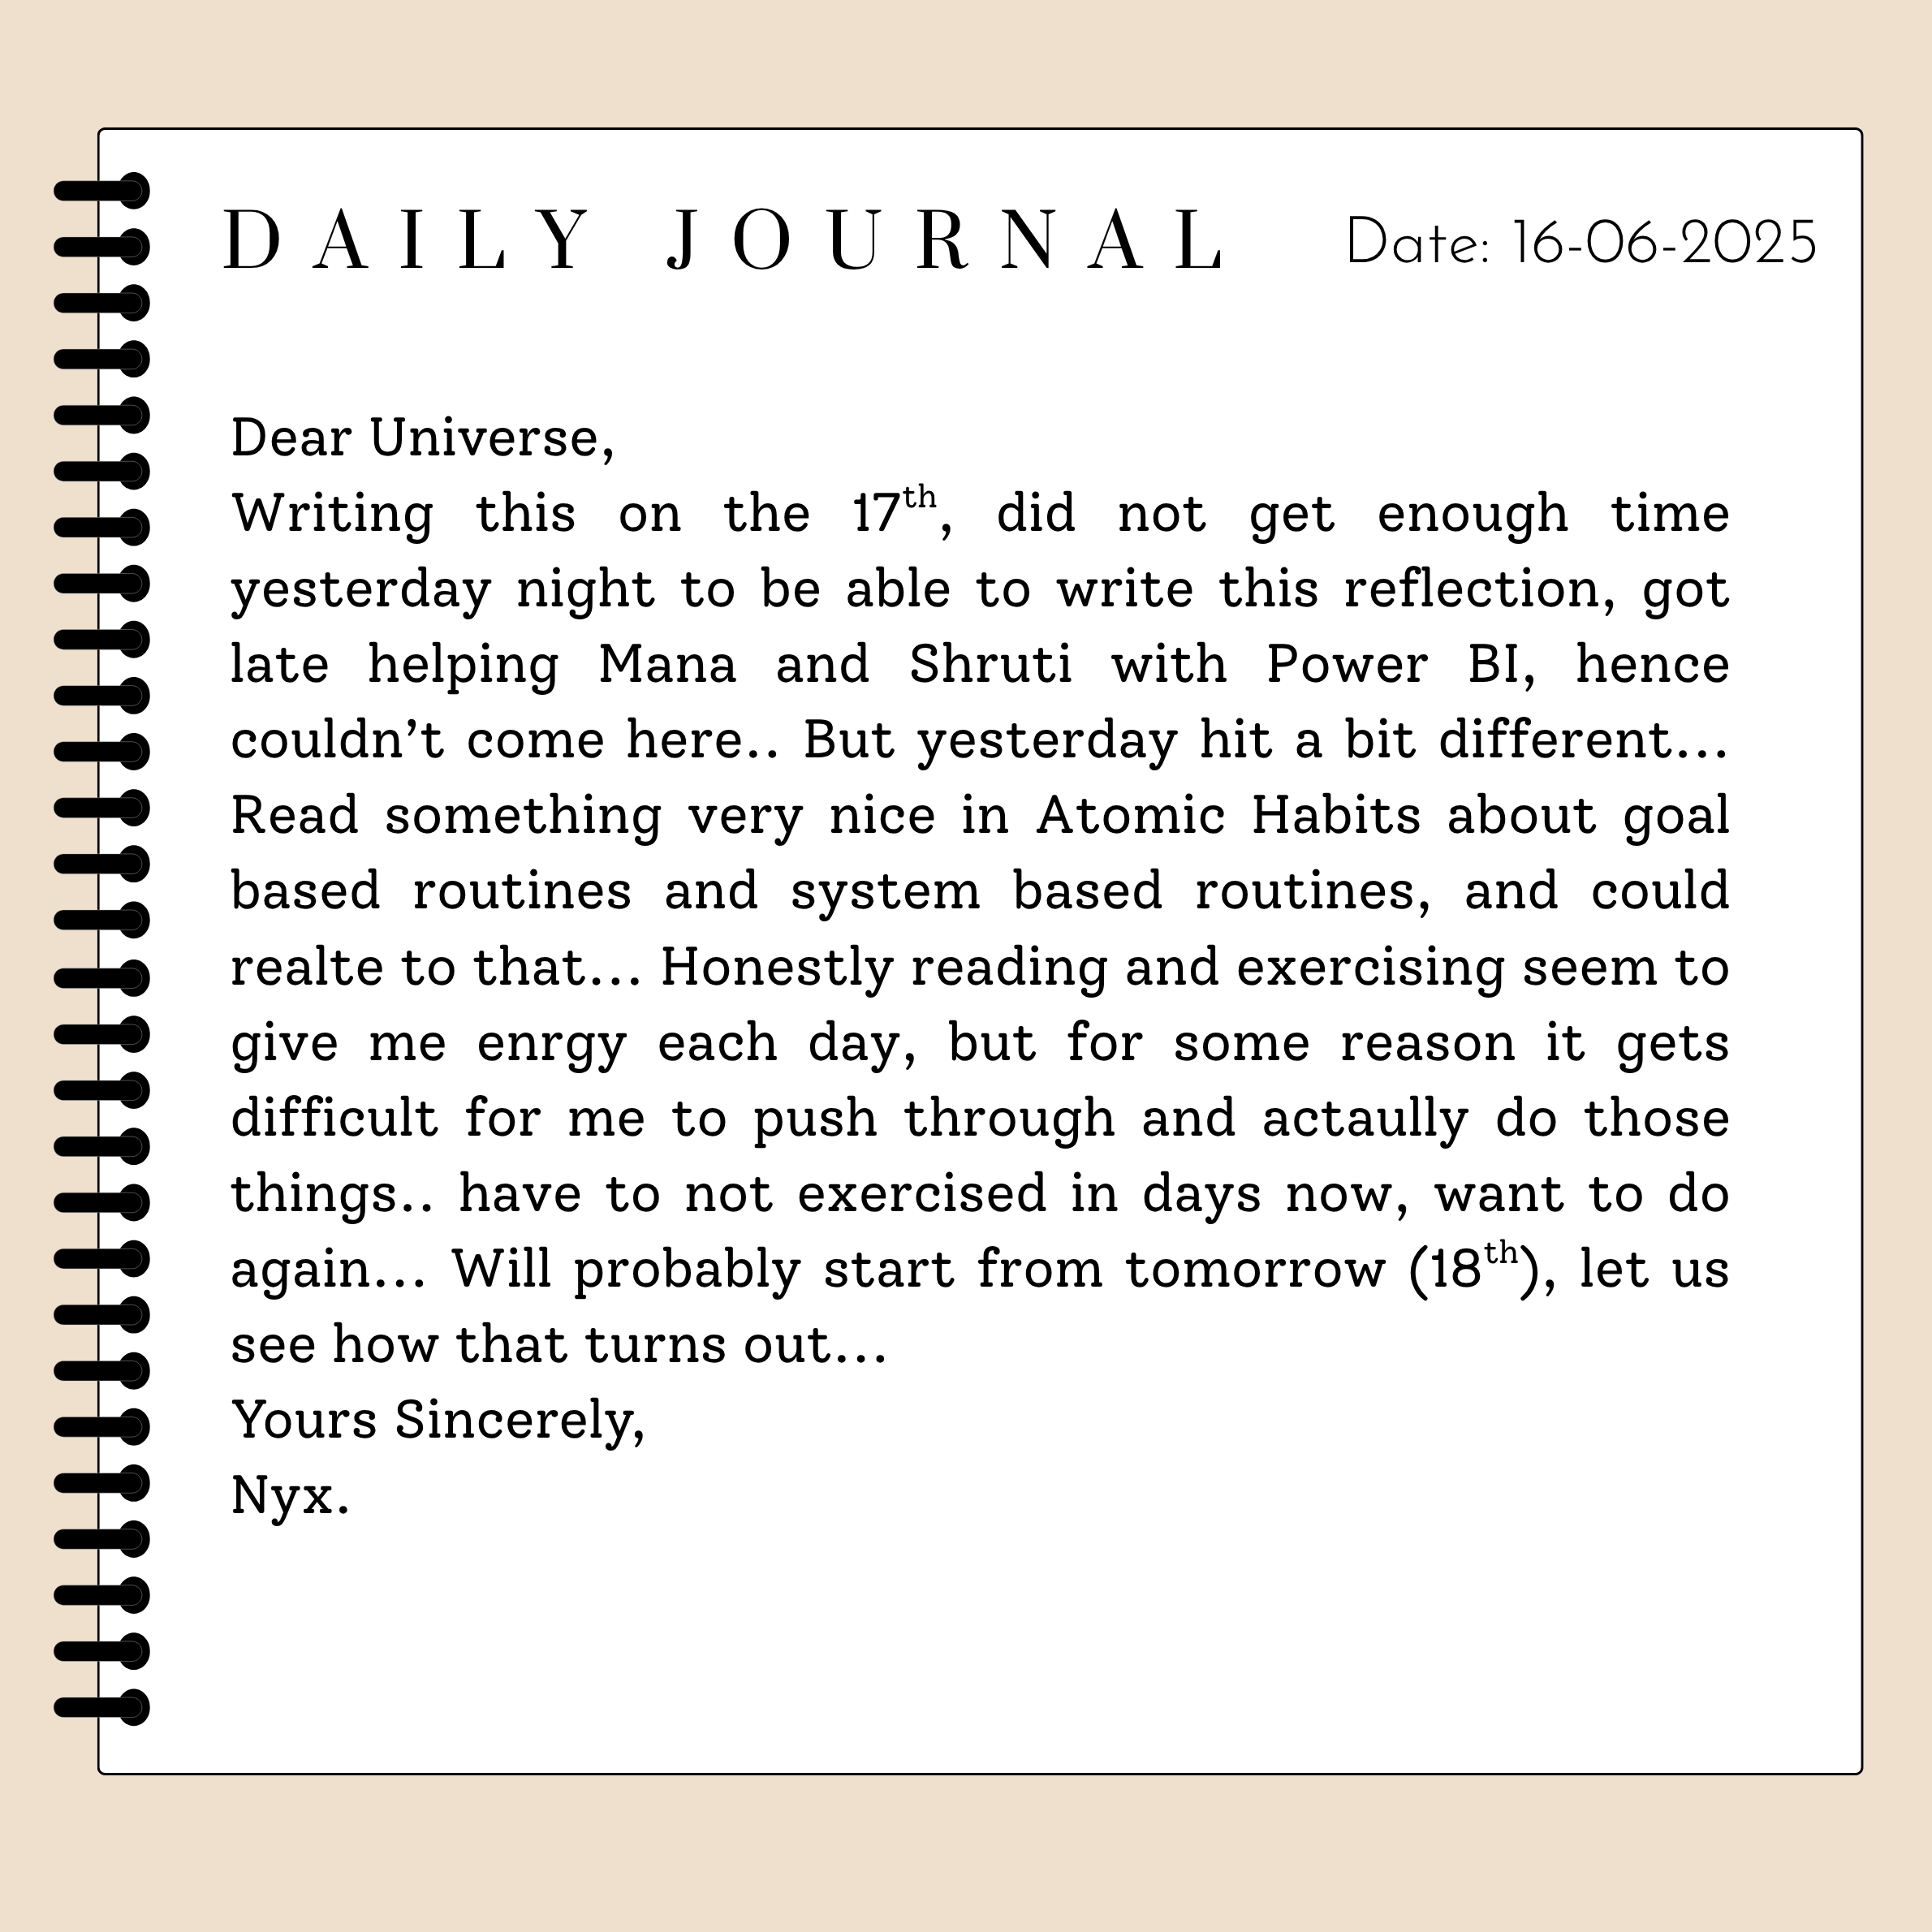 DAILY JOURNAL Date: 16-06-2025
Dear Universe,
Writing this on the 17th, did not get enough time
yesterday night to be able to write this reflection, got
late helping Mana and Shruti with Power BI, hence
couldn’t come here.. But yesterday hit a bit different...
Read something very nice in Atomic Habits about goal
based routines and system based routines, and could
realte to that... Honestly reading and exercising seem to
give me enrgy each day, but for some reason it gets
difficult for me to push through and actaully do those
things.. have to not exercised in days now, want to do
again... Will probably start from tomorrow (18th), let us
see how that turns out...
Yours Sincerely,
Nyx.